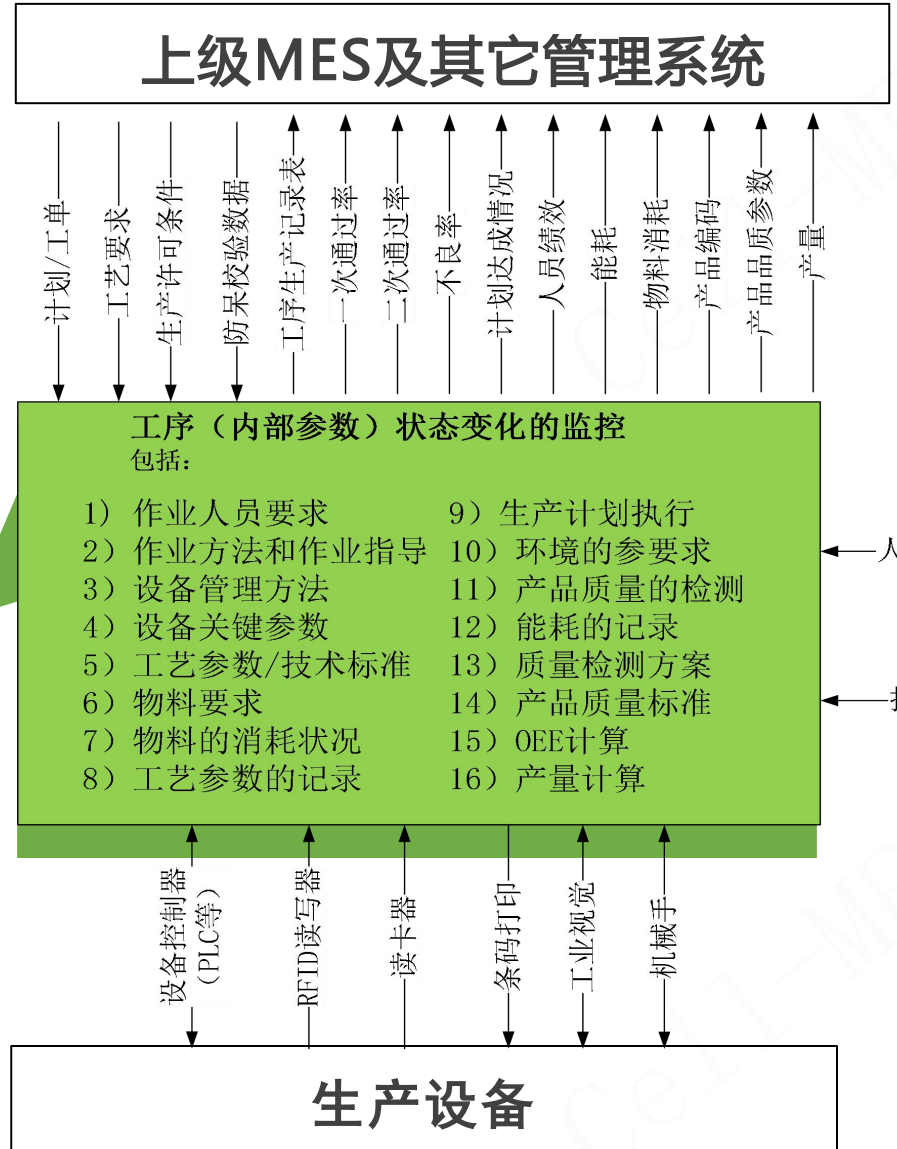 上级MES及其它管理系统
计划/工单
工艺要求
生产许可条件
防呆校验数据
工序生产记录表
一次通过率
二次通过率
不良率
计划达成情况
人员绩效
能耗
物料消耗
产品编码
产品品质参数
产量
工序（内部参数）状态变化的监控
包括：
1）作业人员要求
2）作业方法和作业指导
3）设备管理方法
4）设备关键参数
5）工艺参数/技术标准
6）物料要求
7）物料的消耗状况
8）工艺参数的记录
9）生产计划执行
10）环境的参要求
11）产品质量的检测
12）能耗的记录
13）质量检测方案
14）产品质量标准
15）OEE计算
16）产量计算
设备控制器
（PLC等）
RFID读写器
读卡器
条码打印
工业视觉
机械手
生产设备